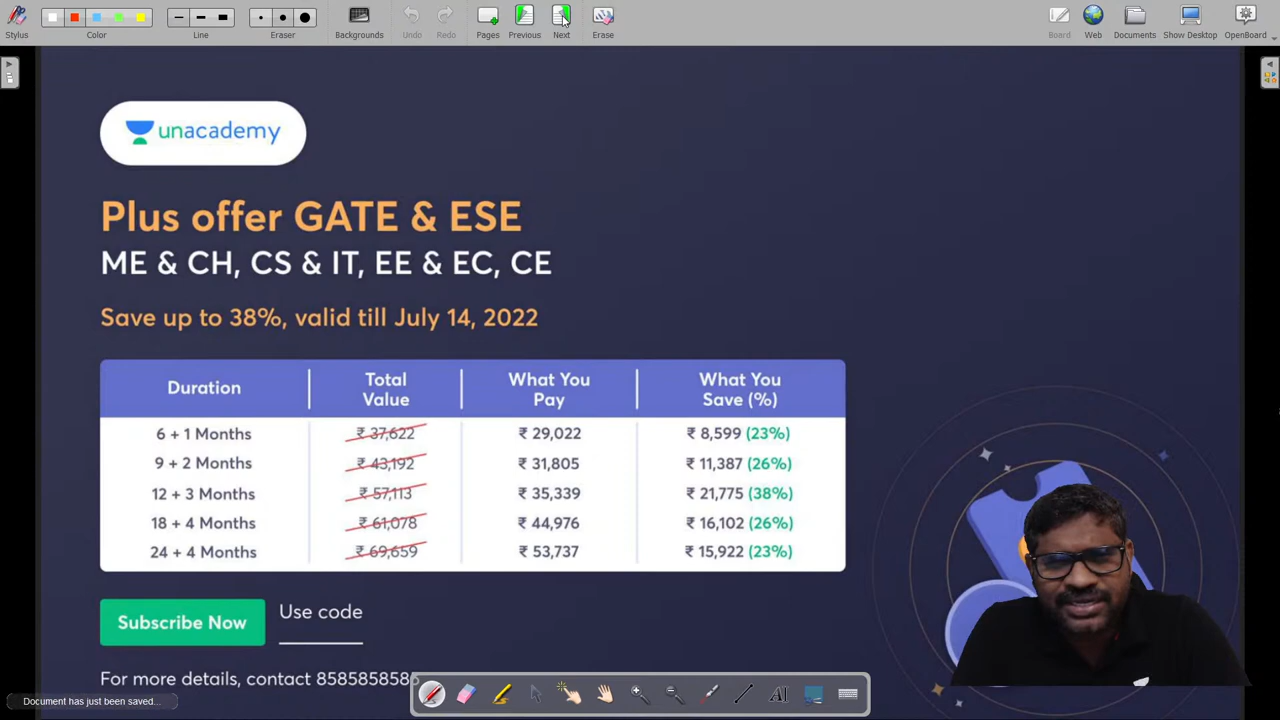 Stylus Color Line Eraser Backgrounds Undo Redo Pages Previous Next Erase Board Web Documents Show Desktop OpenBoard
unacademy
Plus offer GATE & ESE
ME & CH, CS & IT, EE & EC, CE
Save up to 38%, valid till July 14, 2022
Duration Total Value What You Pay What You Save (%)
6 + 1 Months ₹ 37,622 ₹ 29,022 ₹ 8,599 (23%)
9 + 2 Months ₹ 43,192 ₹ 31,805 ₹ 11,387 (26%)
12 + 3 Months ₹ 57,113 ₹ 35,339 ₹ 21,775 (38%)
18 + 4 Months ₹ 61,078 ₹ 44,976 ₹ 16,102 (26%)
24 + 4 Months ₹ 69,659 ₹ 53,737 ₹ 15,922 (23%)
Subscribe Now Use code
For more details, contact 8585858585
Document has just been saved...
AI